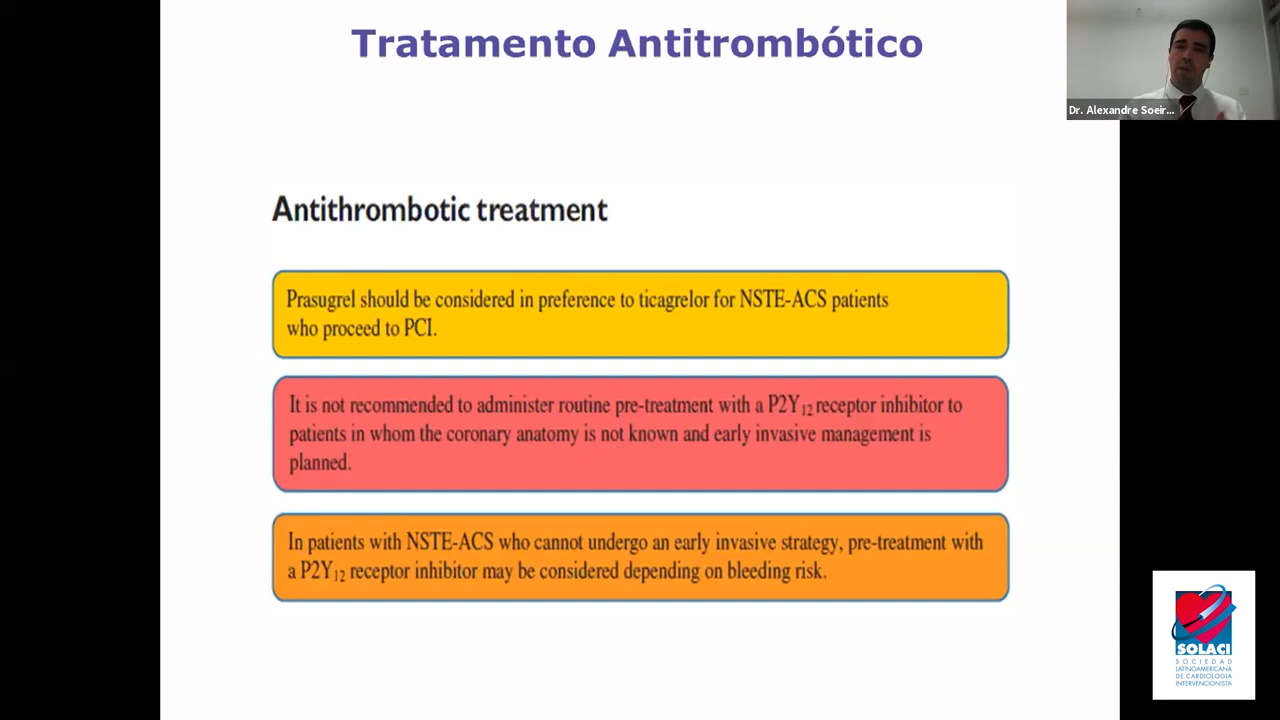 Tratamento Antitrombótico
Dr. Alexandre Soeir...
Antithrombotic treatment
Prasugrel should be considered in preference to ticagrelor for NSTE-ACS patients
who proceed to PCI.
It is not recommended to administer routine pre-treatment with a P2Y12 receptor inhibitor to
patients in whom the coronary anatomy is not known and early invasive management is
planned.
In patients with NSTE-ACS who cannot undergo an early invasive strategy, pre-treatment with
a P2Y12 receptor inhibitor may be considered depending on bleeding risk.
SOLACI
SOCIEDAD
LATINOAMERICANA
DE CARDIOLOGIA
INTERVENCIONISTA